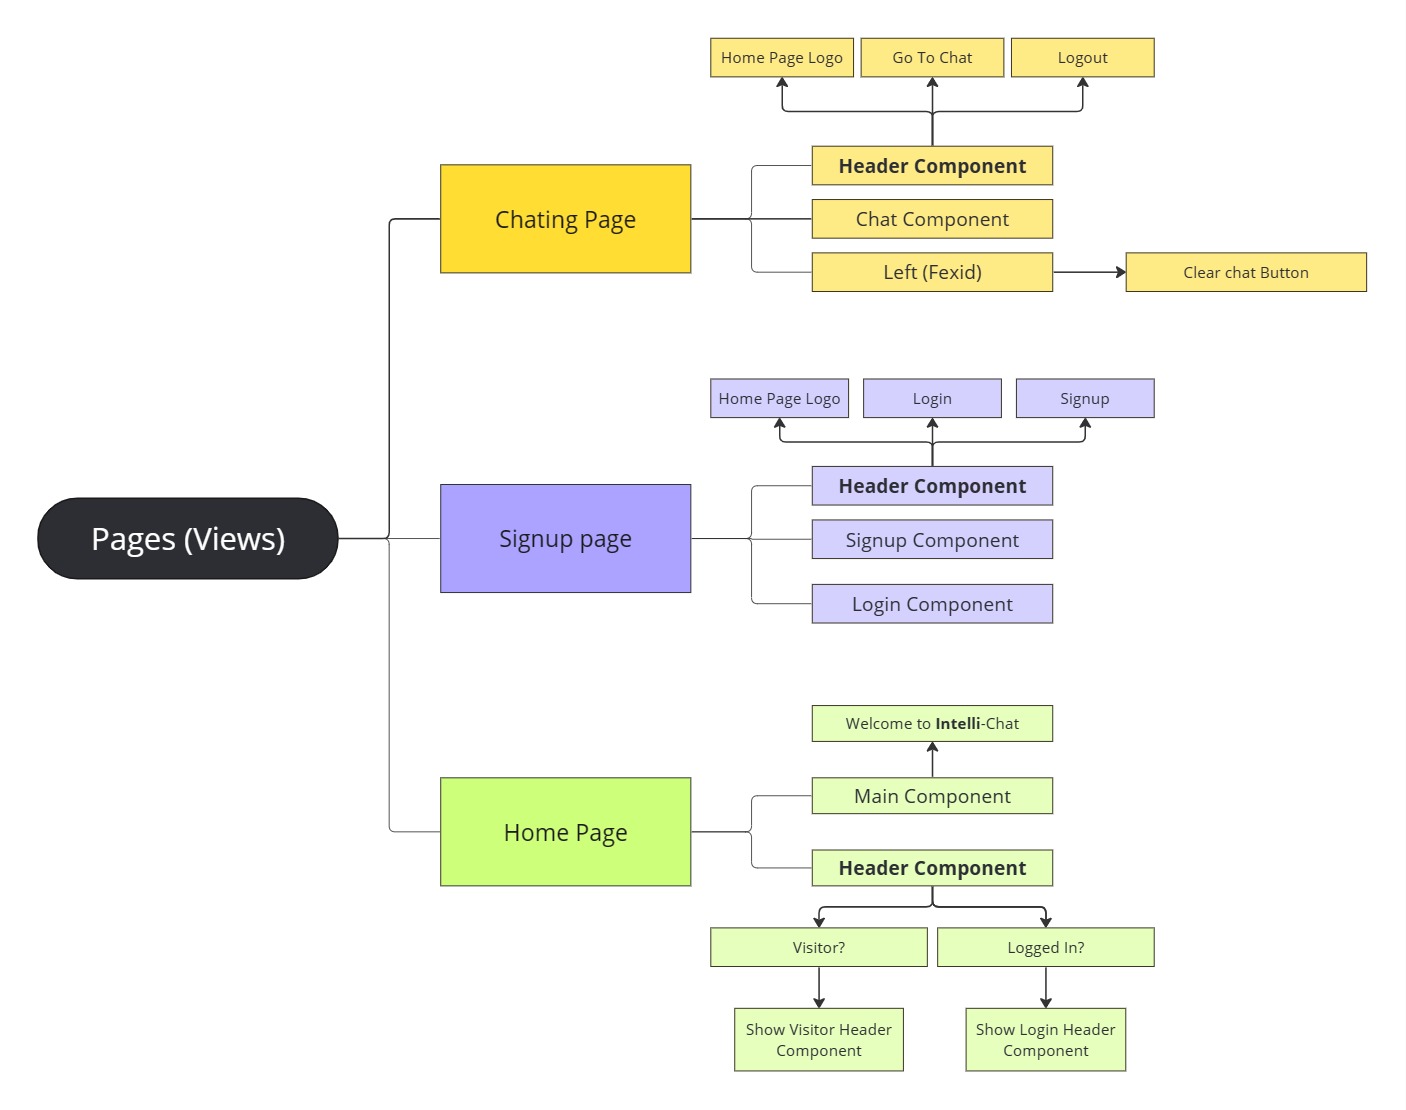 Home Page Logo
Go To Chat
Logout
Header Component
Chating Page
Chat Component
Left (Fexid)
Clear chat Button
Home Page Logo
Login
Signup
Header Component
Pages (Views)
Signup page
Signup Component
Login Component
Welcome to Intelli-Chat
Main Component
Home Page
Header Component
Visitor?
Logged In?
Show Visitor Header
Component
Show Login Header
Component